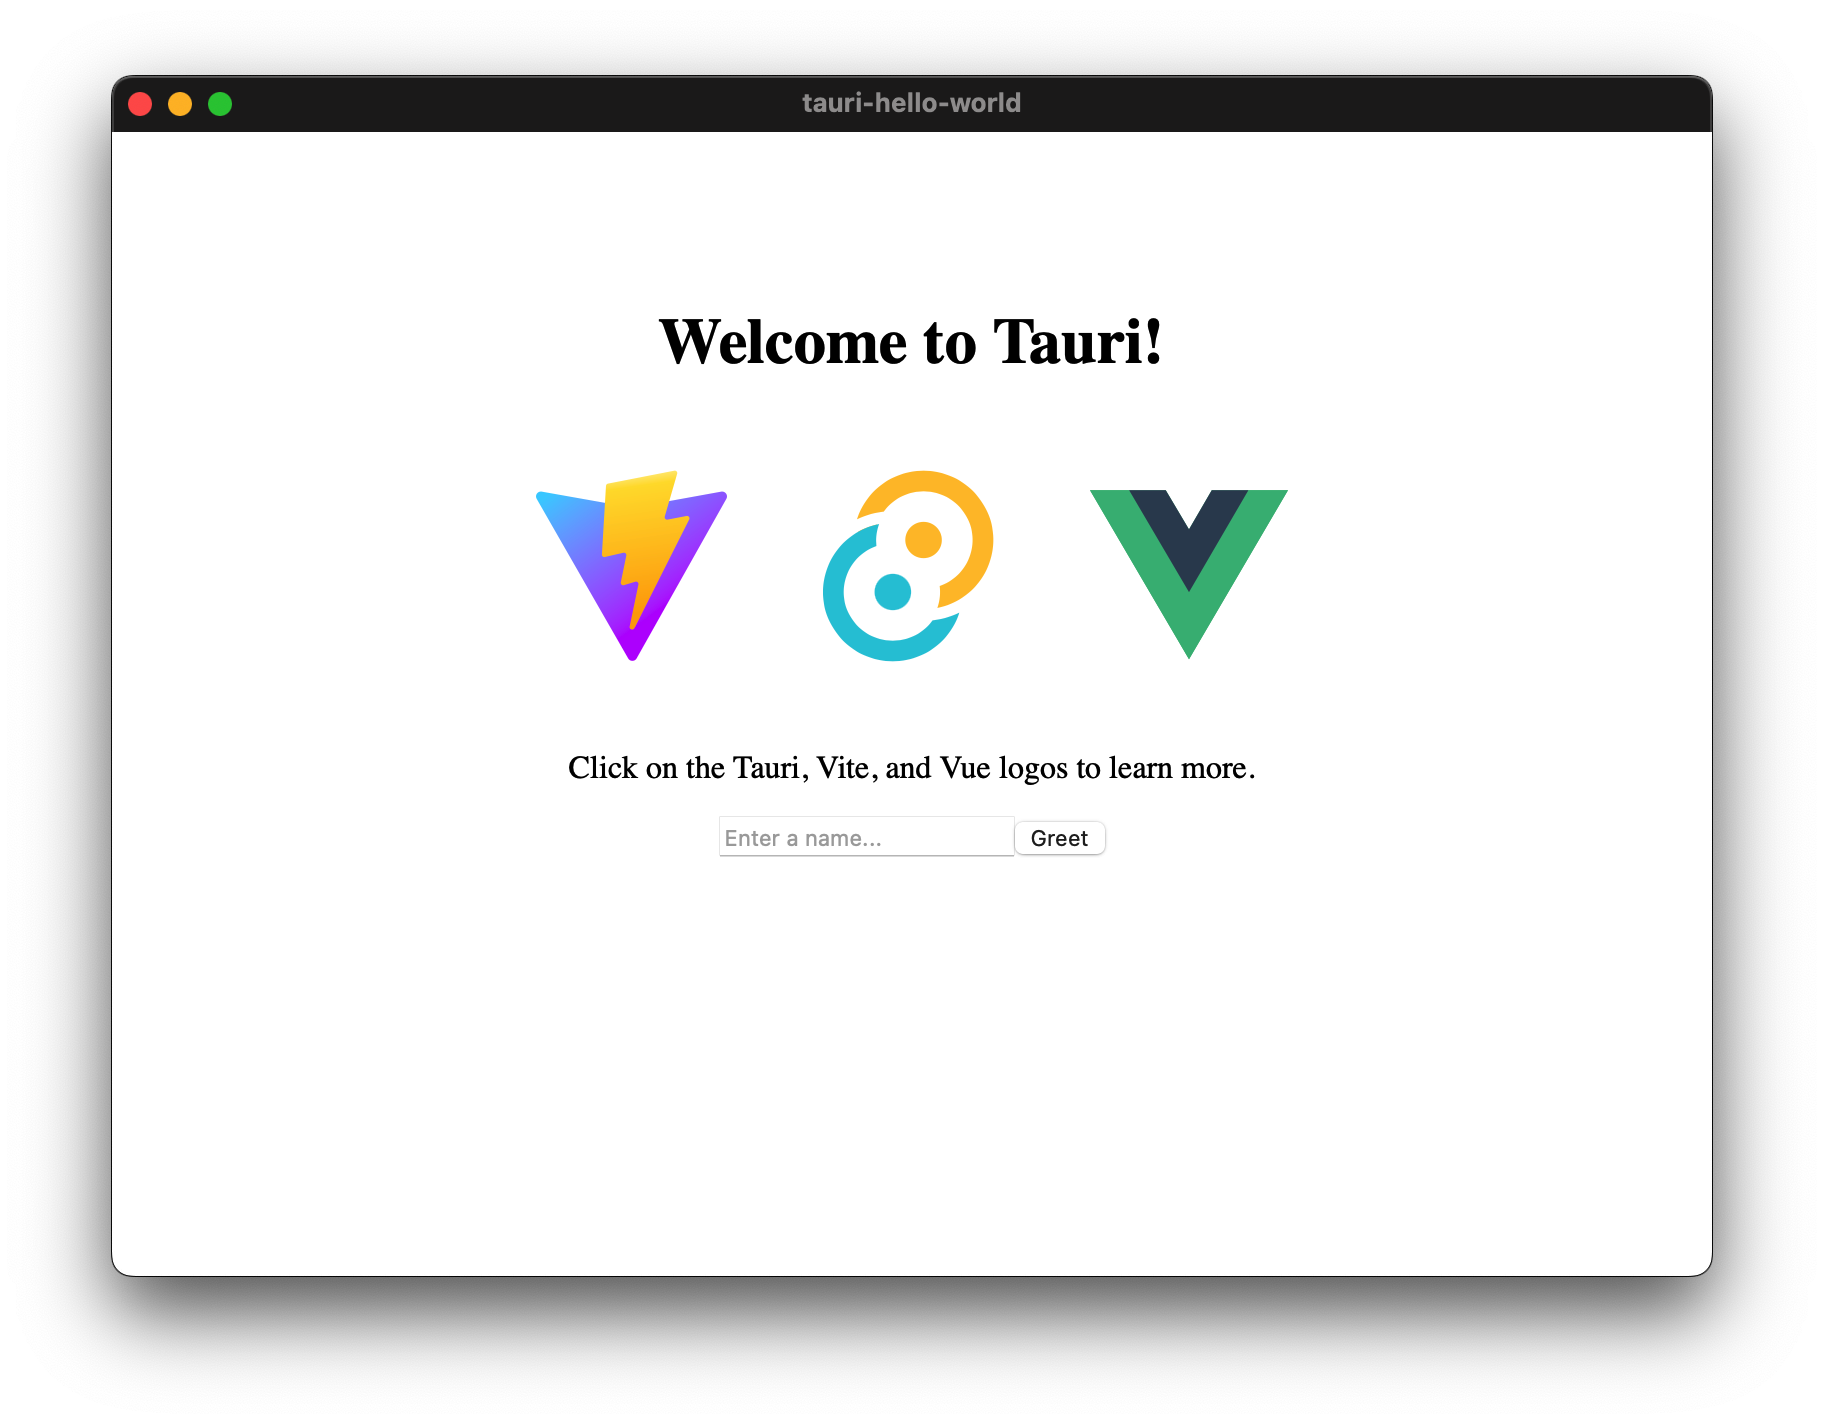 tauri-hello-world
Welcome to Tauri!
Click on the Tauri, Vite, and Vue logos to learn more.
Enter a name... Greet